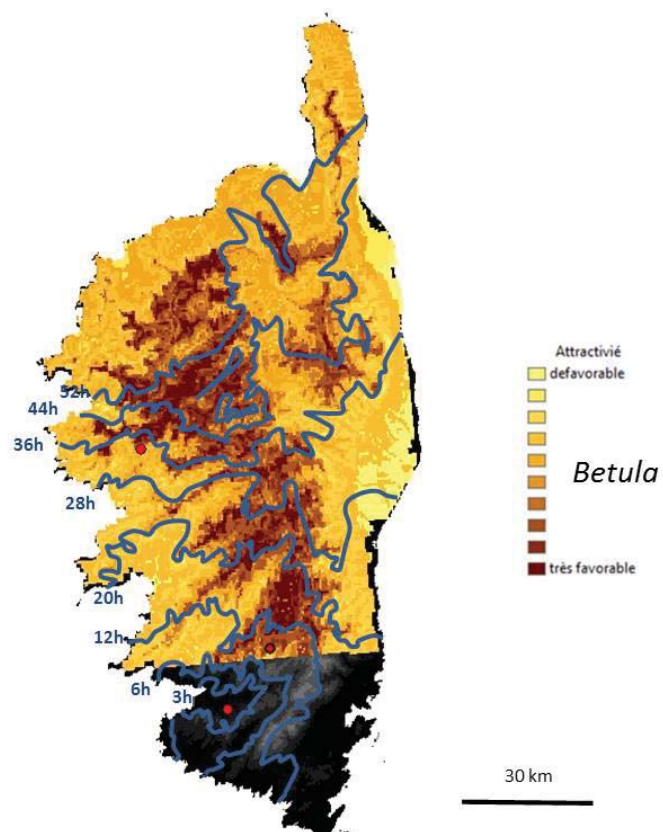 52h
44h
36h
28h
20h
12h
6h
3h
Attractivié
defavorable
très favorable
Betula
30 km